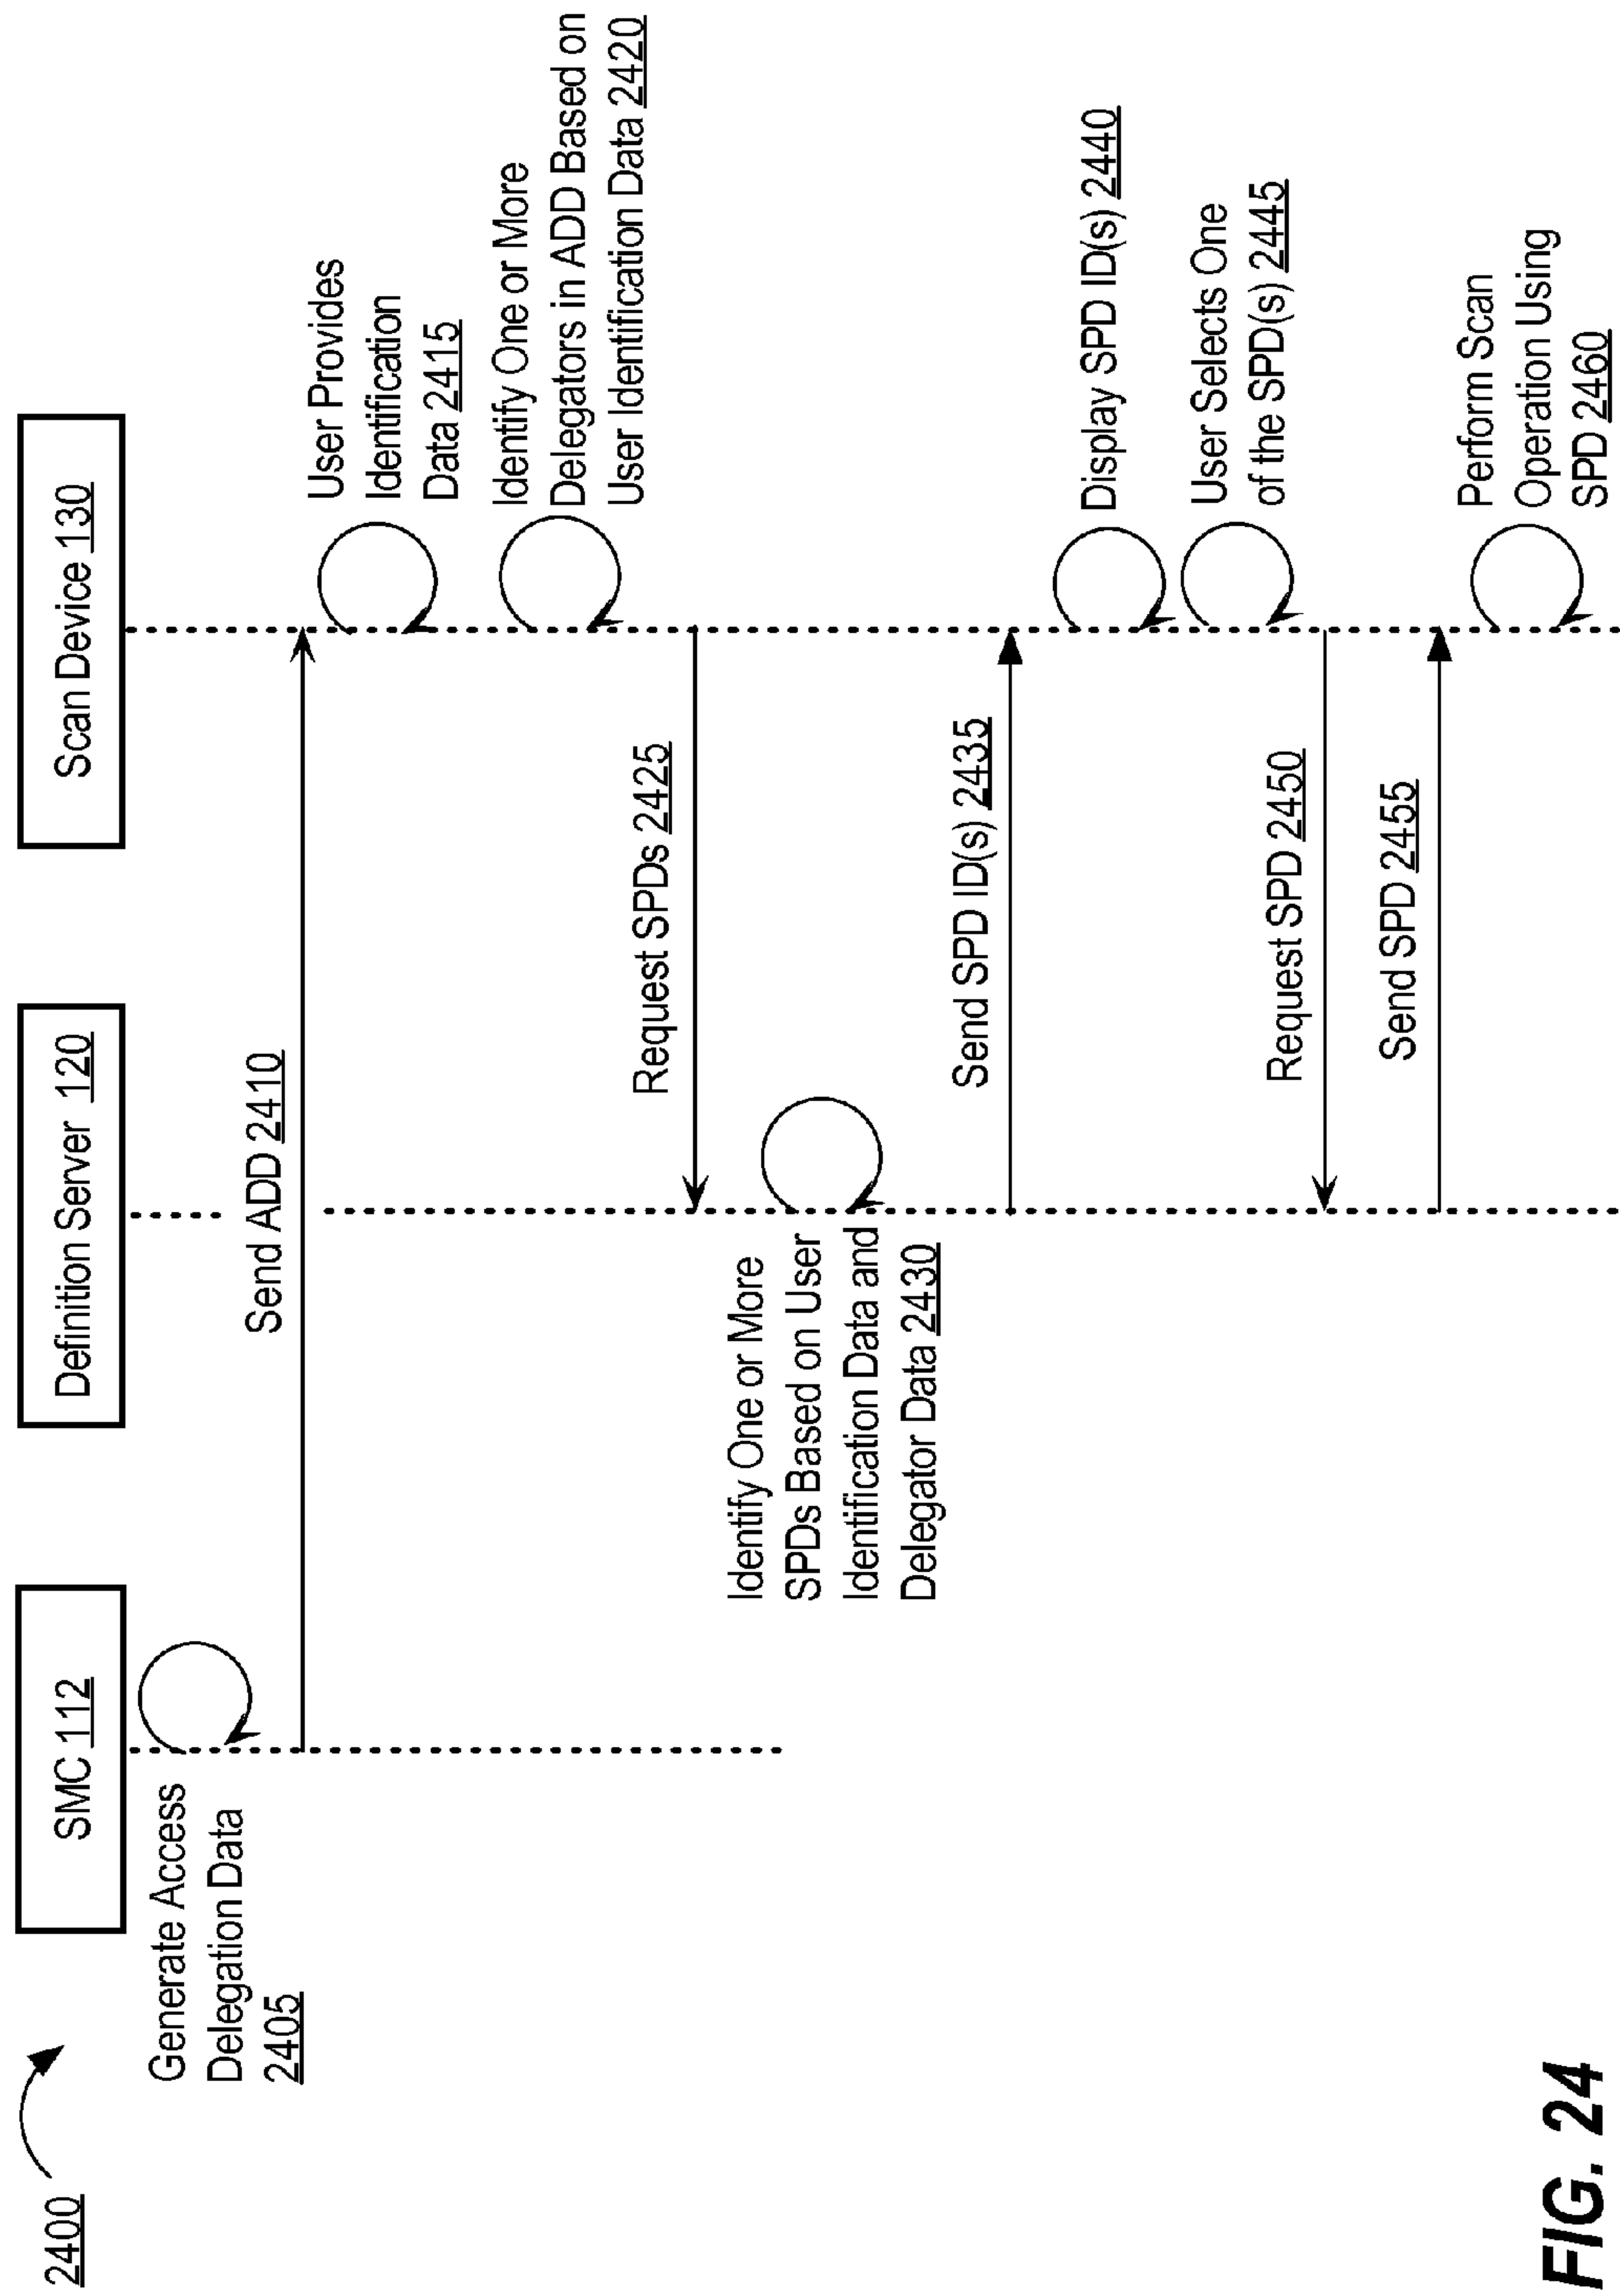 2400
SMC 112
Definition Server 120
Scan Device 130
Generate Access
Delegation Data
2405
Send ADD 2410
User Provides
Identification
Data 2415
Identify One or More
Delegators in ADD Based on
User Identification Data 2420
Request SPDs 2425
Identify One or More
SPDs Based on User
Identification Data and
Delegator Data 2430
Send SPD ID(s) 2435
Display SPD ID(s) 2440
User Selects One
of the SPD(s) 2445
Request SPD 2450
Send SPD 2455
Perform Scan
Operation Using
SPD 2460
FIG. 24